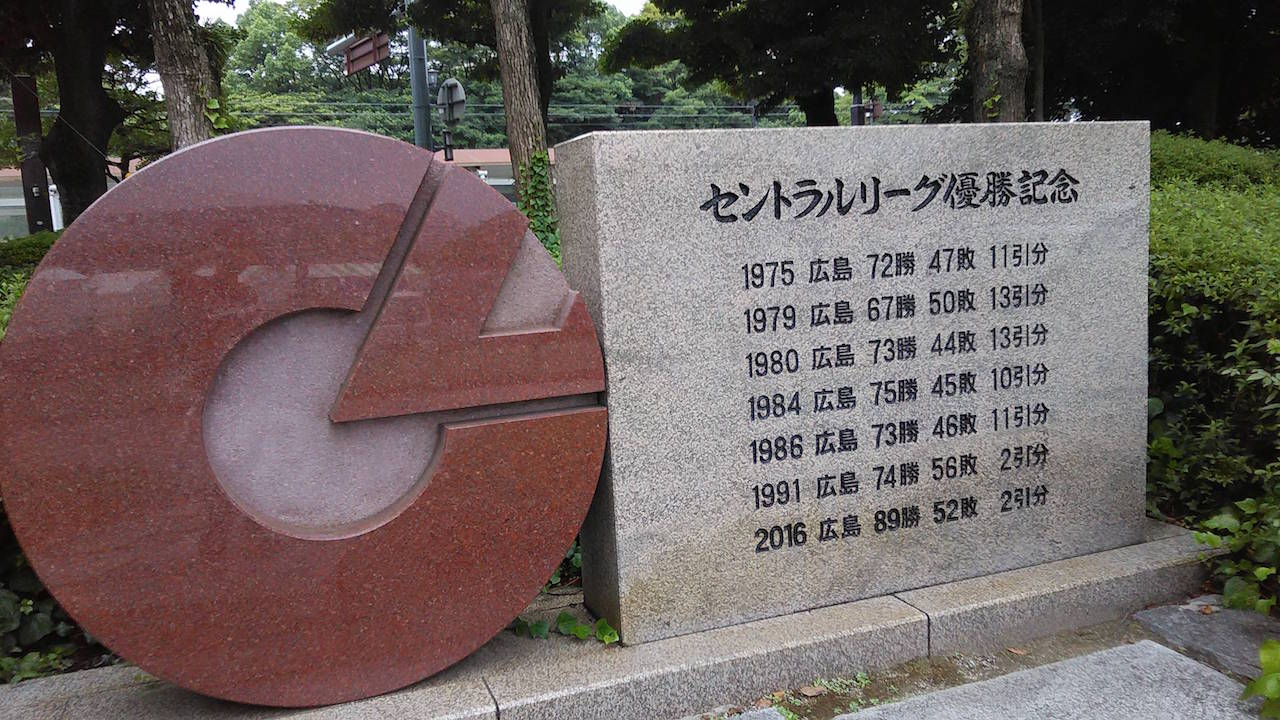 セントラルリーグ優勝記念
1975 広島 72勝 47敗 11引分
1979 広島 67勝 50敗 13引分
1980 広島 73勝 44敗 13引分
1984 広島 75勝 45敗 10引分
1986 広島 73勝 46敗 11引分
1991 広島 74勝 56敗 2引分
2016 広島 89勝 52敗 2引分